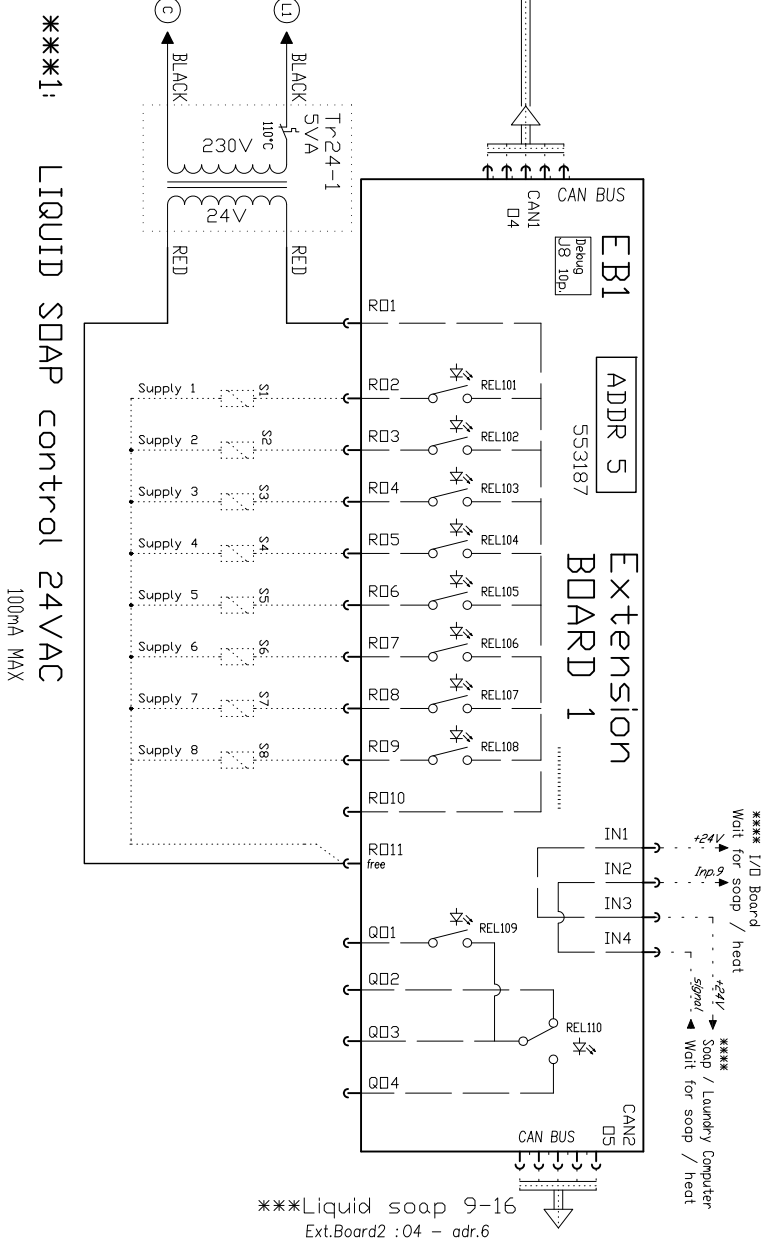 C
L1
BLACK
BLACK
***1: LIQUID SOAP control 24VAC
100mA MAX
Tr24-1
5VA
110°C
230V
24V
RED
RED
CAN BUS
CAN1
O4
EB1
Debug
J8 10p.
ADDR 5
553187
Extension
BOARD 1
RO1
RO2
RO3
RO4
RO5
RO6
RO7
RO8
RO9
RO10
RO11
free
REL101
REL102
REL103
REL104
REL105
REL106
REL107
REL108
Supply 1
Supply 2
Supply 3
Supply 4
Supply 5
Supply 6
Supply 7
Supply 8
S1
S2
S3
S4
S5
S6
S7
S8
IN1
IN2
IN3
IN4
+24V
Inp.9
**** I/O Board
Wait for soap / heat
+24V
signal
****
Soap / Laundry Computer
Wait for soap / heat
QO1
QO2
QO3
QO4
REL109
REL110
CAN2
O5
CAN BUS
***Liquid soap 9-16
Ext.Board2 :04 - adr.6